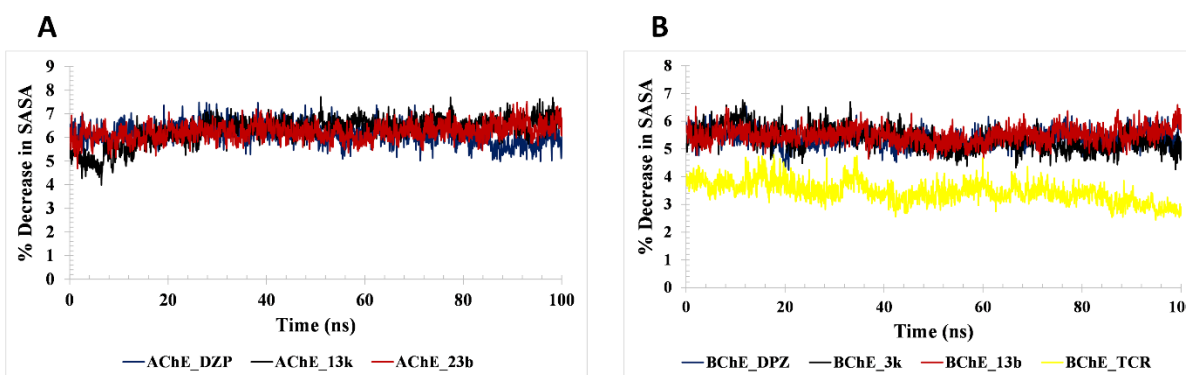 A
% Decrease in SASA
9
8
7
6
5
4
3
2
1
0
0 20 40 60 80 100
Time (ns)
AChE_DZP AChE_13k AChE_23b
B
% Decrease in SASA
8
7
6
5
4
3
2
1
0
0 20 40 60 80 100
Time (ns)
BChE_DPZ BChE_3k BChE_13b BChE_TCR